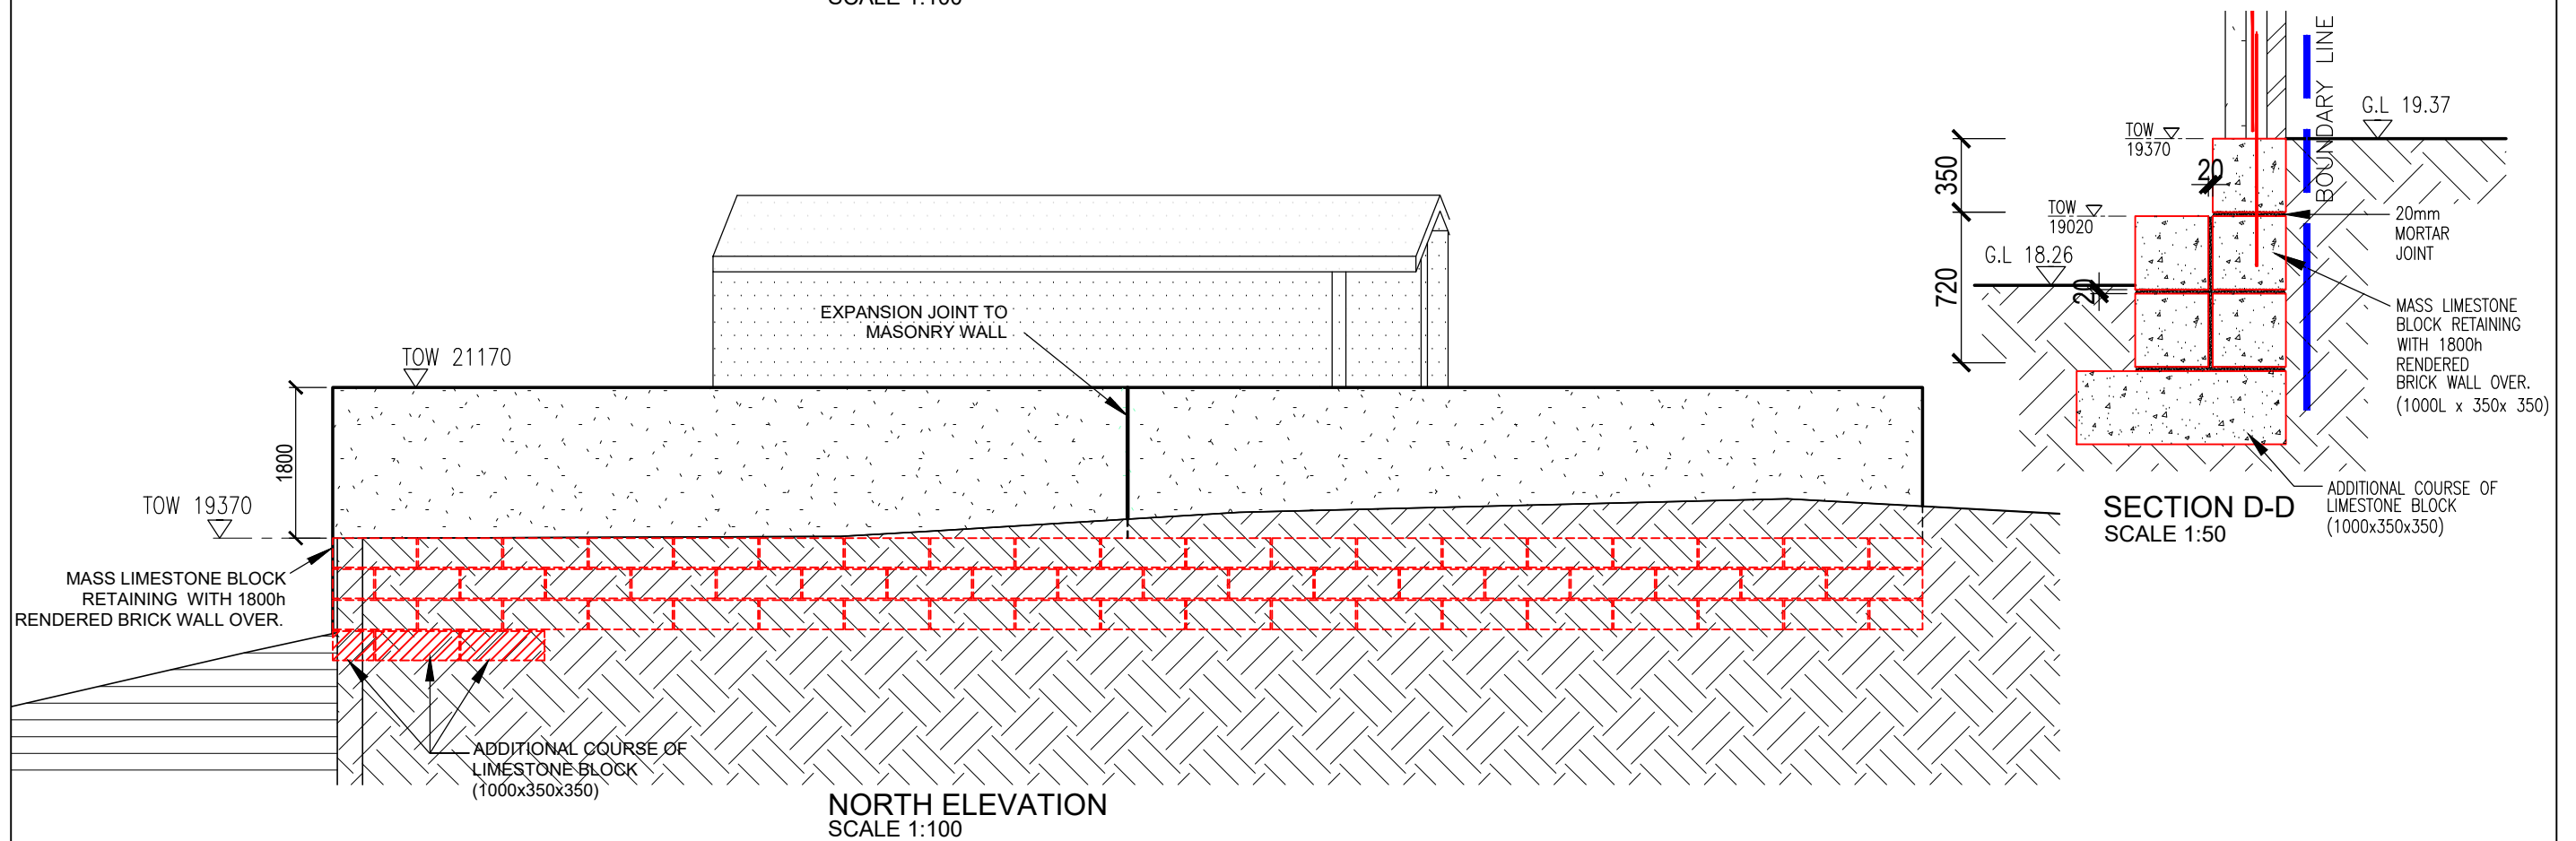 SCALE 1:100
TOW 21170
EXPANSION JOINT TO
MASONRY WALL
1800
TOW 19370
MASS LIMESTONE BLOCK
RETAINING WITH 1800h
RENDERED BRICK WALL OVER.
ADDITIONAL COURSE OF
LIMESTONE BLOCK
(1000x350x350)
NORTH ELEVATION
SCALE 1:100
BOUNDARY LINE
G.L 19.37
TOW
19370
350
20
TOW
19020
20mm
MORTAR
JOINT
G.L 18.26
720
20
MASS LIMESTONE
BLOCK RETAINING
WITH 1800h
RENDERED
BRICK WALL OVER.
(1000L x 350x 350)
ADDITIONAL COURSE OF
LIMESTONE BLOCK
(1000x350x350)
SECTION D-D
SCALE 1:50